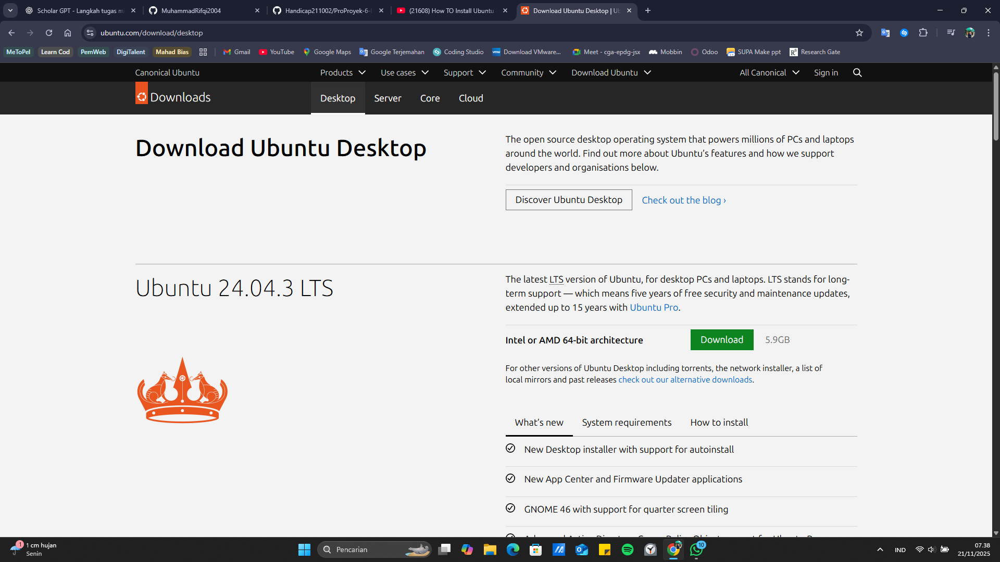 Scholar GPT - Langkah tugas m
MuhammadRifqi2004
Handicap211002/ProProyek-6-
(21608) How TO Install Ubuntu
Download Ubuntu Desktop | Ub
ubuntu.com/download/desktop
MeToPel
Learn Cod
PemWeb
DigiTalent
Mahad Bias
Gmail
YouTube
Google Maps
Google Terjemahan
Coding Studio
Download VMware...
Meet - cga-epdg-jsx
Mobbin
Odoo
SUPA Make ppt
Research Gate
Canonical Ubuntu
Products
Use cases
Support
Community
Download Ubuntu
All Canonical
Sign in
Downloads
Desktop
Server
Core
Cloud
Download Ubuntu Desktop
The open source desktop operating system that powers millions of PCs and laptops
around the world. Find out more about Ubuntu’s features and how we support
developers and organisations below.
Discover Ubuntu Desktop
Check out the blog ›
Ubuntu 24.04.3 LTS
The latest LTS version of Ubuntu, for desktop PCs and laptops. LTS stands for long-
term support — which means five years of free security and maintenance updates,
extended up to 15 years with Ubuntu Pro.
Intel or AMD 64-bit architecture
Download
5.9GB
For other versions of Ubuntu Desktop including torrents, the network installer, a list of
local mirrors and past releases check out our alternative downloads.
What’s new
System requirements
How to install
New Desktop installer with support for autoinstall
New App Center and Firmware Updater applications
GNOME 46 with support for quarter screen tiling
1
1 cm hujan
Senin
Pencarian
10
IND
07.38
21/11/2025